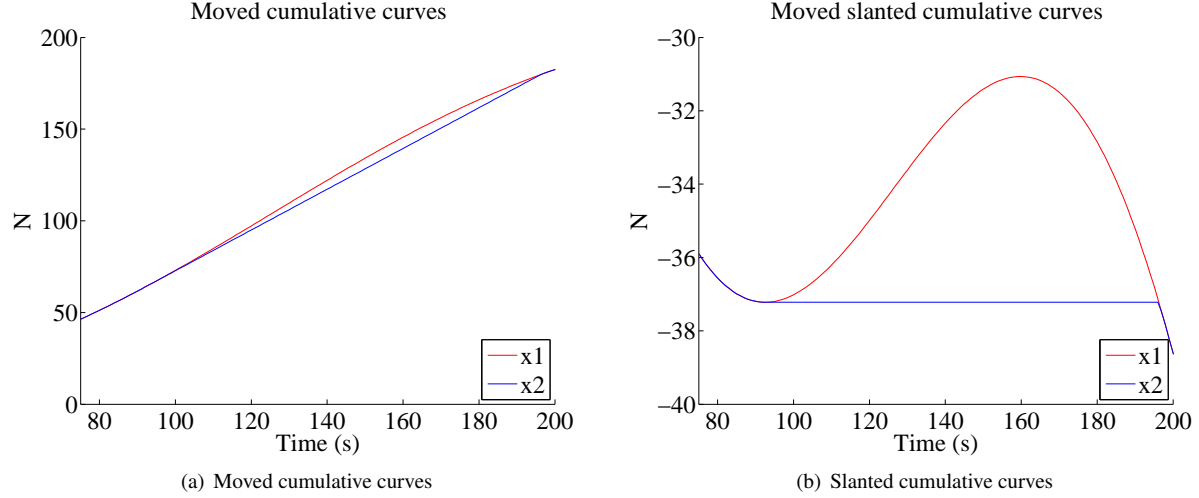 Moved cumulative curves
200
150
100
50
0
N
80 100 120 140 160 180 200
Time (s)
x1
x2
(a) Moved cumulative curves
Moved slanted cumulative curves
−30
−32
−34
−36
−38
−40
N
80 100 120 140 160 180 200
Time (s)
x1
x2
(b) Slanted cumulative curves